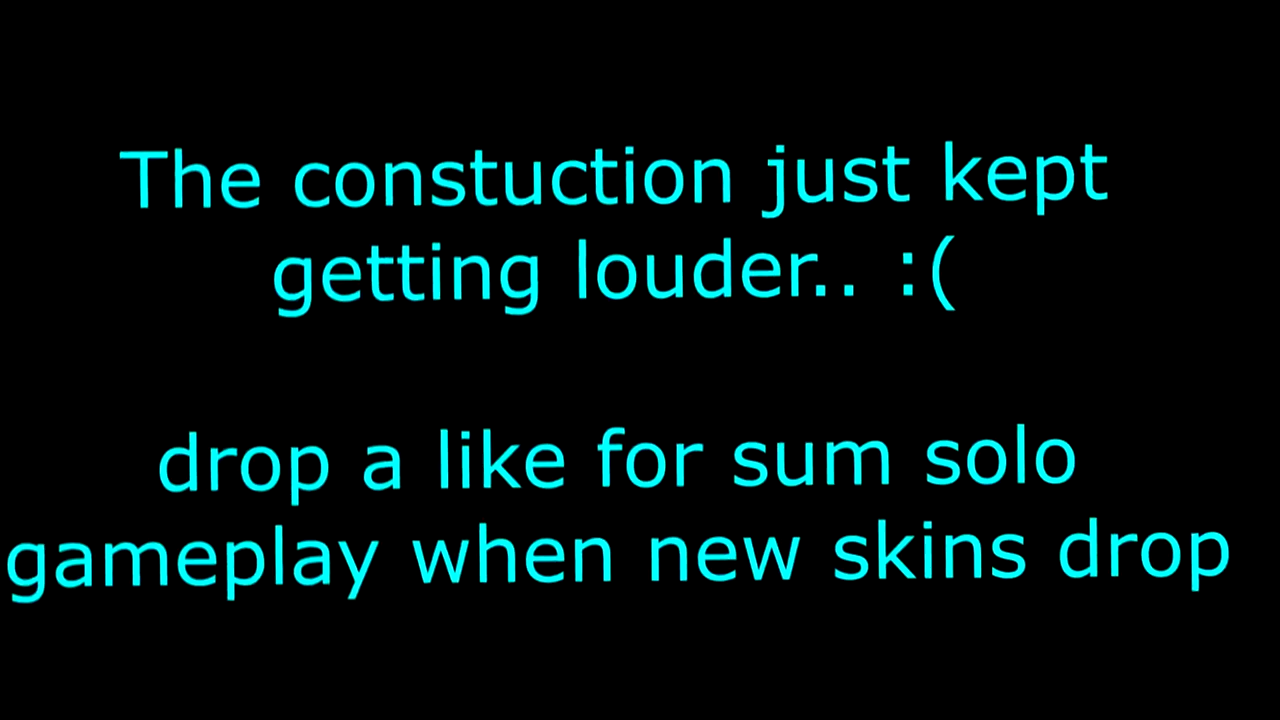 The constuction just kept
getting louder.. :(
drop a like for sum solo
gameplay when new skins drop